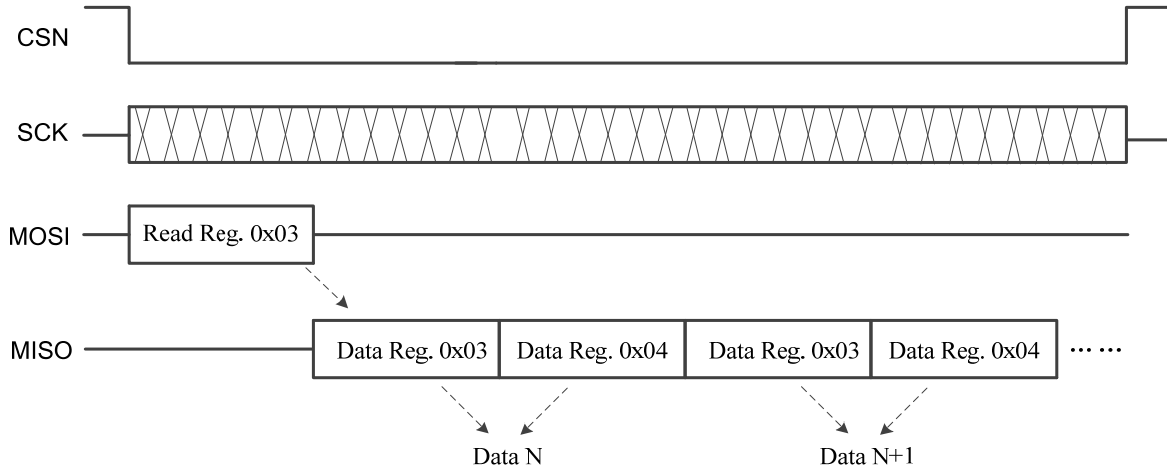 CSN
SCK
MOSI
Read Reg. 0x03
MISO
Data Reg. 0x03
Data Reg. 0x04
Data Reg. 0x03
Data Reg. 0x04
... ...
Data N
Data N+1